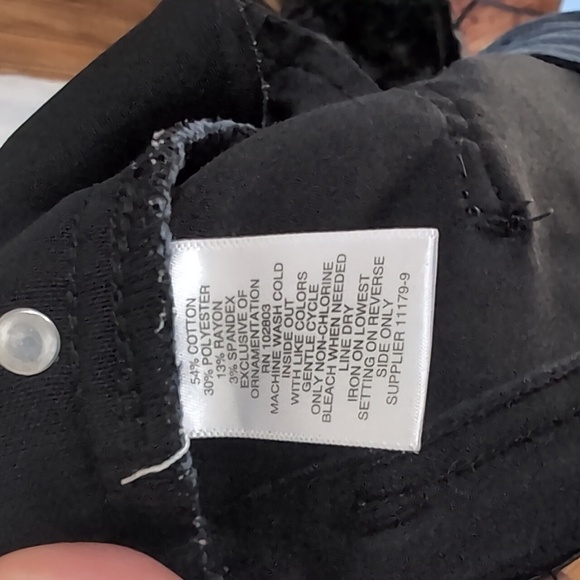 54% COTTON
30% POLYESTER
13% RAYON
3% SPANDEX
EXCLUSIVE OF
ORNAMENTATION
RN 02803
MACHINE WASH COLD
INSIDE OUT
WITH LIKE COLORS
GENTLE CYCLE
ONLY NON-CHLORINE
BLEACH WHEN NEEDED
LINE DRY
IRON ON LOWEST
SETTING ON REVERSE
SIDE ONLY
SUPPLIER 11179-9